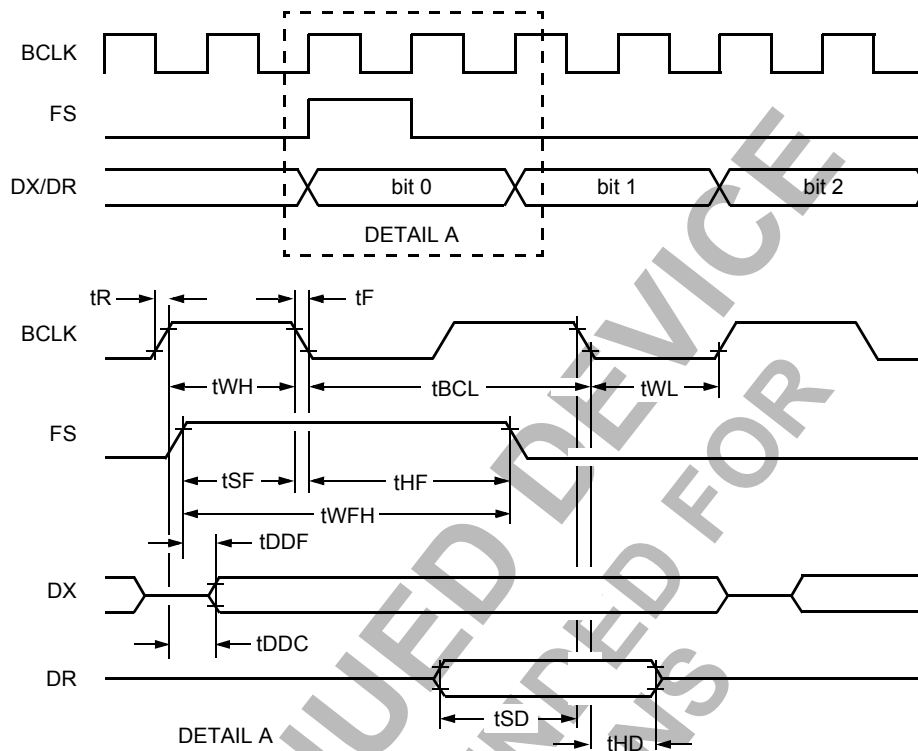 BCLK
FS
DX/DR
bit 0
bit 1
bit 2
DETAIL A
tR
tF
BCLK
tWH
tBCL
tWL
FS
tSF
tHF
tWFH
tDDF
DX
tDDC
DR
tSD
tHD
DETAIL A